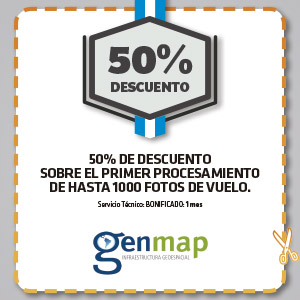 50%
DESCUENTO
50% DE DESCUENTO
SOBRE EL PRIMER PROCESAMIENTO
DE HASTA 1000 FOTOS DE VUELO.
Servicio Técnico: BONIFICADO: 1 mes
genmap
INFRAESTRUCTURA GEOESPACIAL